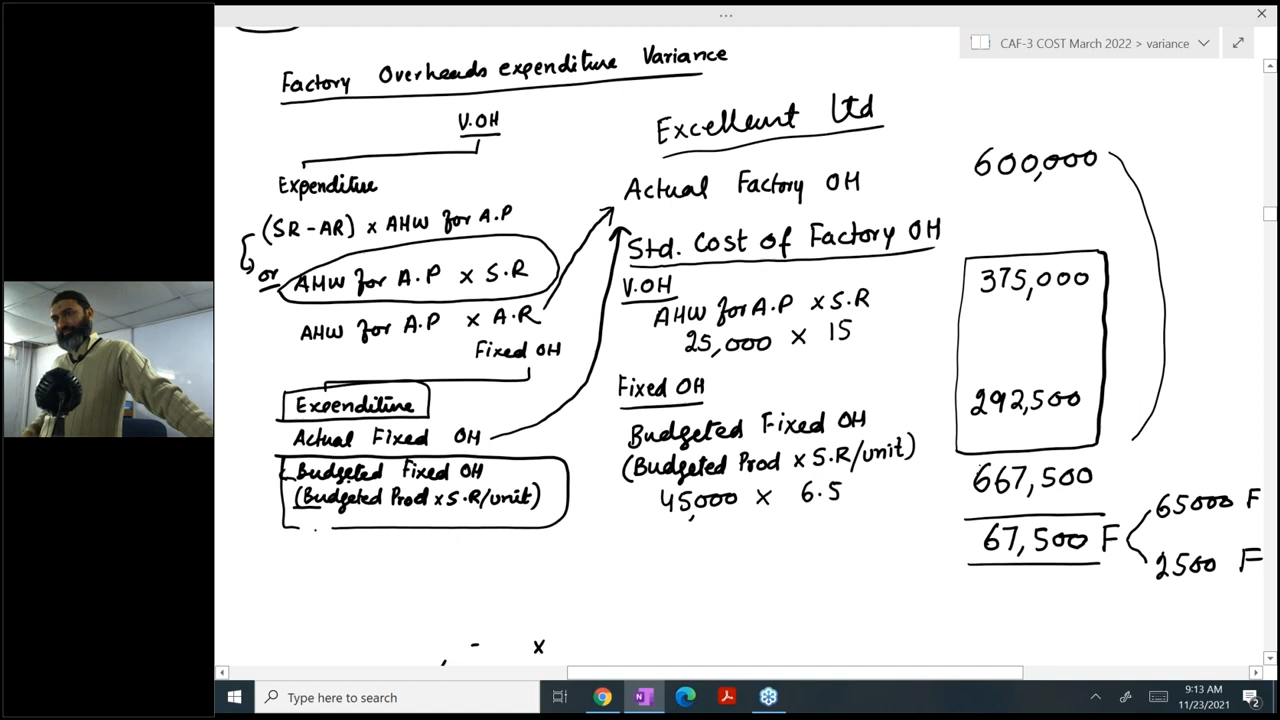 CAF-3 COST March 2022 > variance
Factory Overheads expenditure Variance
V.OH
Expenditure
(SR-AR) x AHW for A.P
or AHW for A.P x S.R
AHW for A.P x A.R
Fixed OH
Expenditure
Actual Fixed OH
Budgeted Fixed OH
(Budgeted Prod x S.R/unit)
Excellent Ltd
Actual Factory OH 600,000
Std. Cost of Factory OH
V.OH
AHW for A.P x S.R 375,000
25,000 x 15
Fixed OH
Budgeted Fixed OH 292,500
(Budgeted Prod x S.R/unit)
45,000 x 6.5
667,500
67,500 F
65000 F
2500 F
x
Type here to search
9:13 AM
11/23/2021
2